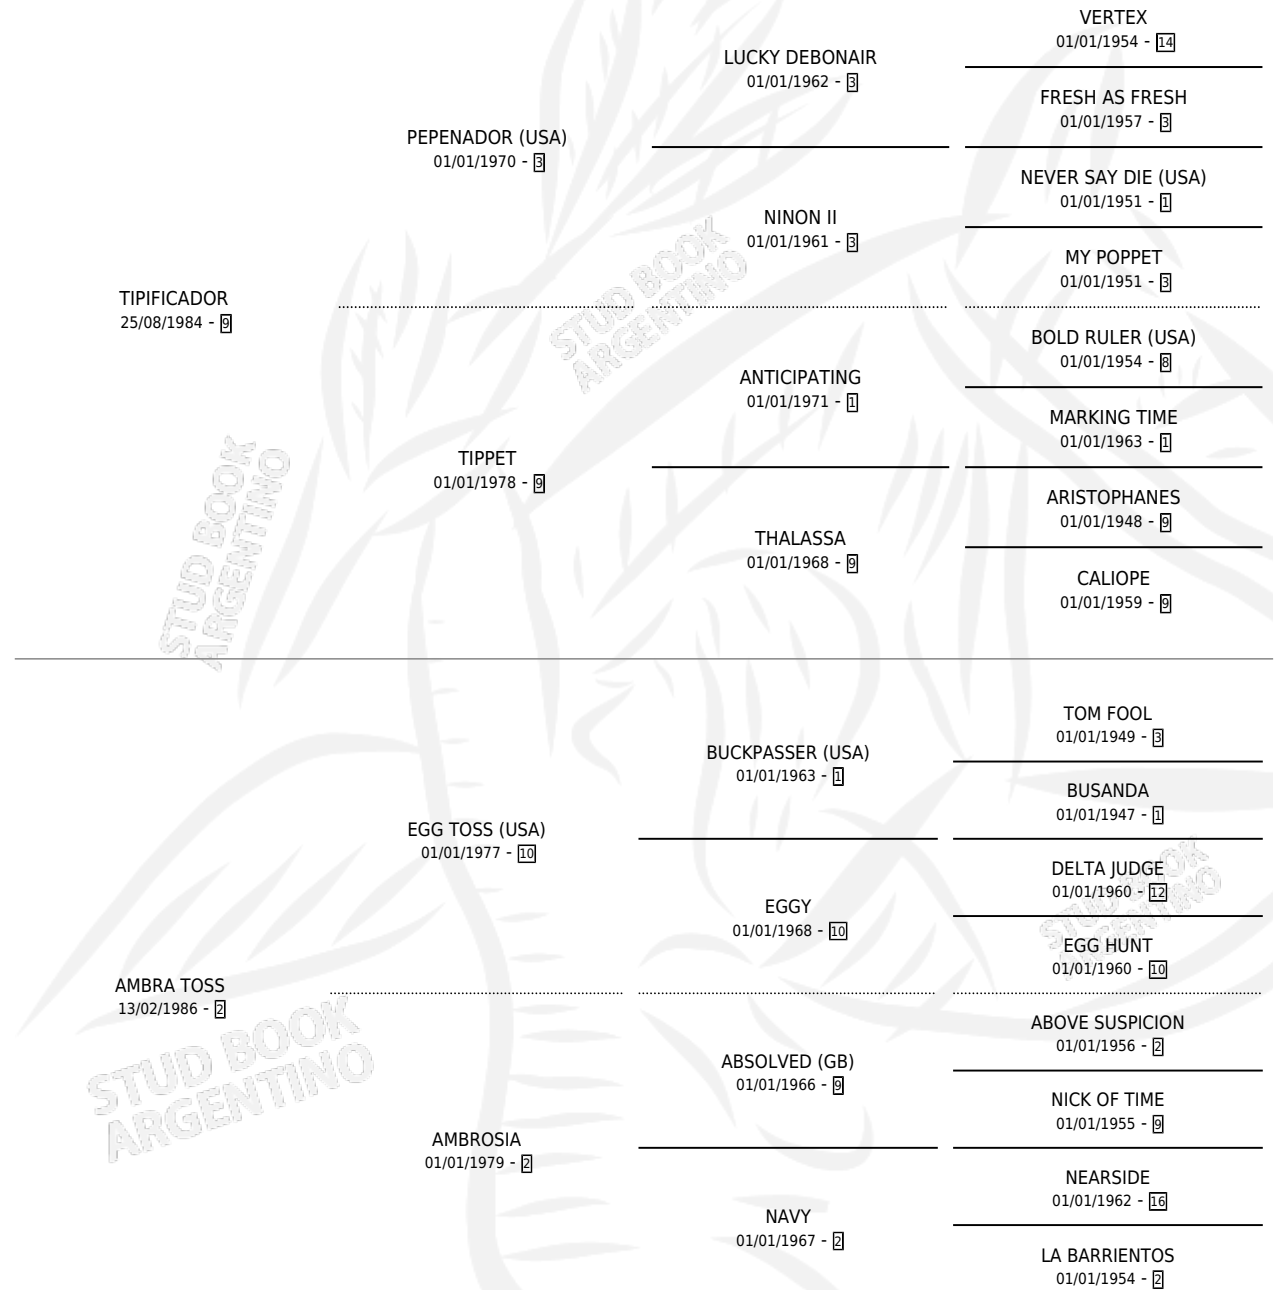 VERTEX
01/01/1954 - 14
LUCKY DEBONAIR
01/01/1962 - 3
FRESH AS FRESH
01/01/1957 - 3
PEPENADOR (USA)
01/01/1970 - 3
NEVER SAY DIE (USA)
01/01/1951 - 1
NINON II
01/01/1961 - 3
MY POPPET
01/01/1951 - 3
TIPIFICADOR
25/08/1984 - 9
BOLD RULER (USA)
01/01/1954 - 8
ANTICIPATING
01/01/1971 - 1
MARKING TIME
01/01/1963 - 1
TIPPET
01/01/1978 - 9
ARISTOPHANES
01/01/1948 - 9
THALASSA
01/01/1968 - 9
CALIOPE
01/01/1959 - 9
STUD BOOK
ARGENTINO
STUD BOOK
ARGENTINO
TOM FOOL
01/01/1949 - 3
BUCKPASSER (USA)
01/01/1963 - 1
BUSANDA
01/01/1947 - 1
EGG TOSS (USA)
01/01/1977 - 10
DELTA JUDGE
01/01/1960 - 12
EGGY
01/01/1968 - 10
EGG HUNT
01/01/1960 - 10
AMBRA TOSS
13/02/1986 - 2
ABOVE SUSPICION
01/01/1956 - 2
ABSOLVED (GB)
01/01/1966 - 9
NICK OF TIME
01/01/1955 - 9
AMBROSIA
01/01/1979 - 2
NEARSIDE
01/01/1962 - 16
NAVY
01/01/1967 - 2
LA BARRIENTOS
01/01/1954 - 2
STUD BOOK
ARGENTINO
STUD BOOK
ARGENTINO